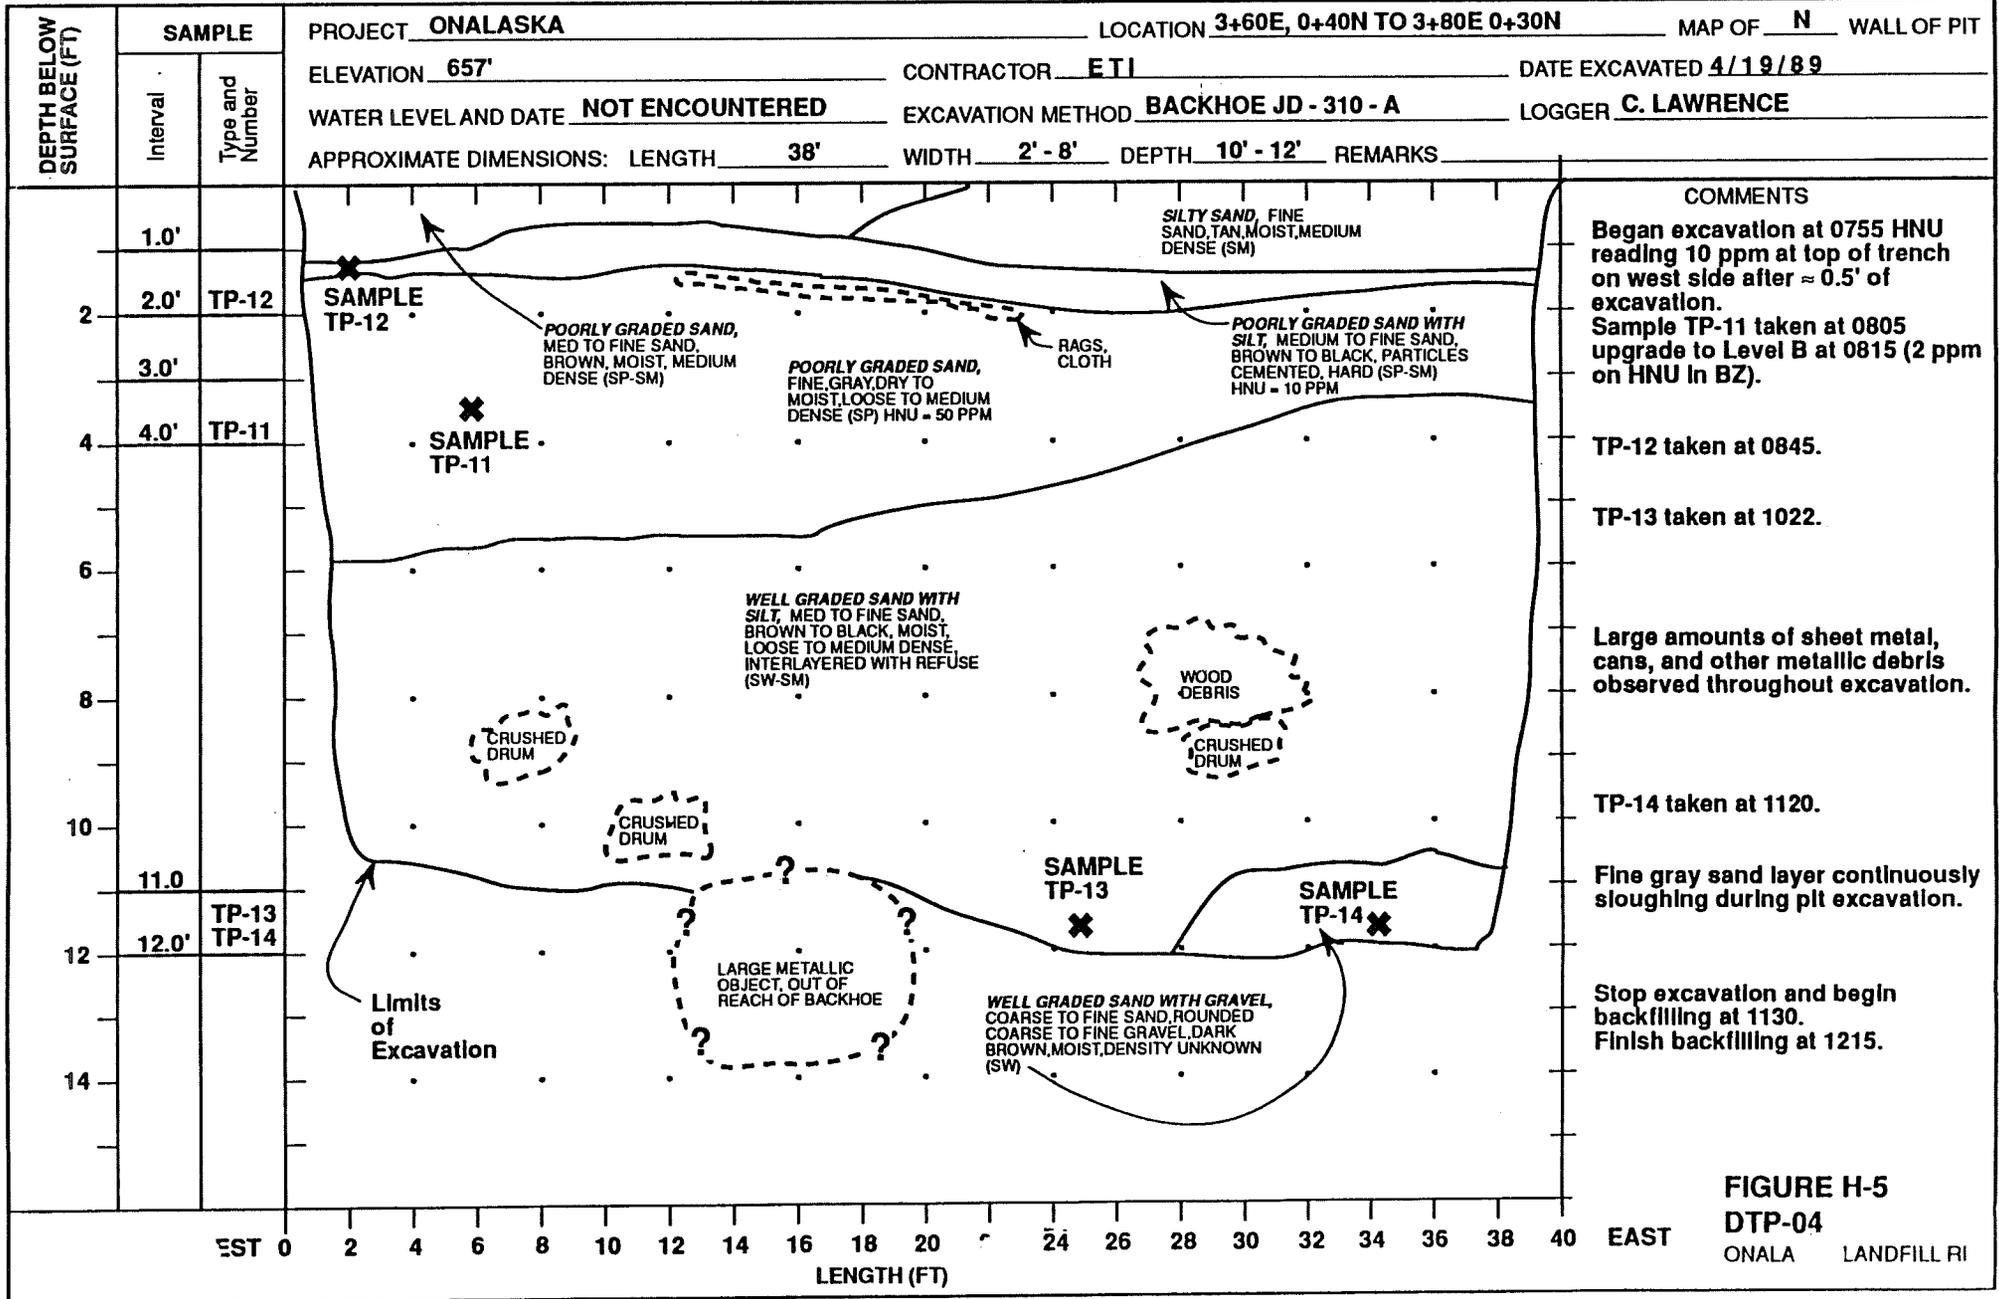 DEPTH BELOW
SURFACE (FT)
SAMPLE
Interval
Type and
Number
PROJECT ONALASKA
LOCATION 3+60E, 0+40N TO 3+80E 0+30N
MAP OF N WALL OF PIT
ELEVATION 657'
CONTRACTOR ETI
DATE EXCAVATED 4/19/89
WATER LEVEL AND DATE NOT ENCOUNTERED
EXCAVATION METHOD BACKHOE JD - 310 - A
LOGGER C. LAWRENCE
APPROXIMATE DIMENSIONS: LENGTH 38' WIDTH 2' - 8' DEPTH 10' - 12' REMARKS
1.0'
2.0' TP-12
2
3.0'
4.0' TP-11
4
6
8
10
11.0
TP-13
TP-14
12.0'
12
14
SAMPLE
TP-12
POORLY GRADED SAND,
MED TO FINE SAND,
BROWN, MOIST, MEDIUM
DENSE (SP-SM)
SILTY SAND, FINE
SAND,TAN,MOIST,MEDIUM
DENSE (SM)
RAGS,
CLOTH
POORLY GRADED SAND WITH
SILT, MEDIUM TO FINE SAND,
BROWN TO BLACK, PARTICLES
CEMENTED, HARD (SP-SM)
HNU = 10 PPM
POORLY GRADED SAND,
FINE,GRAY,DRY TO
MOIST,LOOSE TO MEDIUM
DENSE (SP) HNU = 50 PPM
SAMPLE
TP-11
WELL GRADED SAND WITH
SILT, MED TO FINE SAND,
BROWN TO BLACK, MOIST,
LOOSE TO MEDIUM DENSE,
INTERLAYERED WITH REFUSE
(SW-SM)
WOOD
DEBRIS
CRUSHED
DRUM
CRUSHED
DRUM
CRUSHED
DRUM
SAMPLE
TP-13
SAMPLE
TP-14
?
?
?
?
?
LARGE METALLIC
OBJECT, OUT OF
REACH OF BACKHOE
Limits
of
Excavation
WELL GRADED SAND WITH GRAVEL,
COARSE TO FINE SAND,ROUNDED
COARSE TO FINE GRAVEL,DARK
BROWN,MOIST,DENSITY UNKNOWN
(SW)
COMMENTS
Began excavation at 0755 HNU
reading 10 ppm at top of trench
on west side after ≈ 0.5' of
excavation.
Sample TP-11 taken at 0805
upgrade to Level B at 0815 (2 ppm
on HNU in BZ).
TP-12 taken at 0845.
TP-13 taken at 1022.
Large amounts of sheet metal,
cans, and other metallic debris
observed throughout excavation.
TP-14 taken at 1120.
Fine gray sand layer continuously
sloughing during pit excavation.
Stop excavation and begin
backfilling at 1130.
Finish backfilling at 1215.
EST 0 2 4 6 8 10 12 14 16 18 20 24 26 28 30 32 34 36 38 40 EAST
LENGTH (FT)
FIGURE H-5
DTP-04
ONALA LANDFILL RI